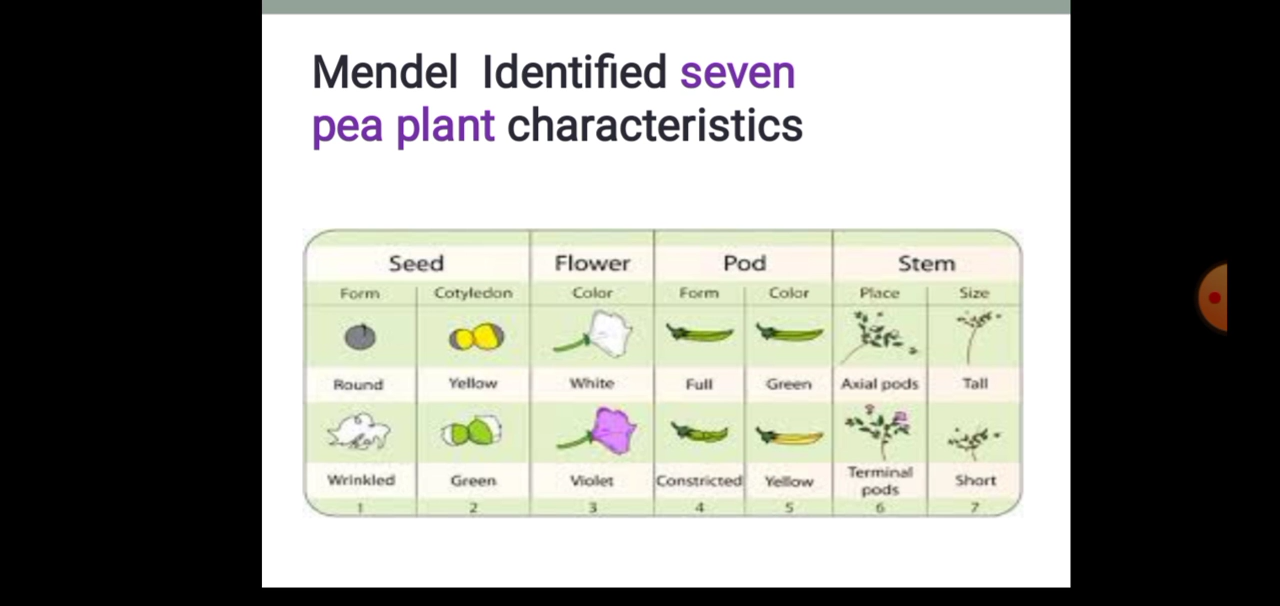 Mendel Identified seven
pea plant characteristics
Seed Flower Pod Stem
Form Cotyledon Color Form Color Place Size
Round Yellow White Full Green Axial pods Tall
Wrinkled Green Violet Constricted Yellow Terminal pods Short
1 2 3 4 5 6 7